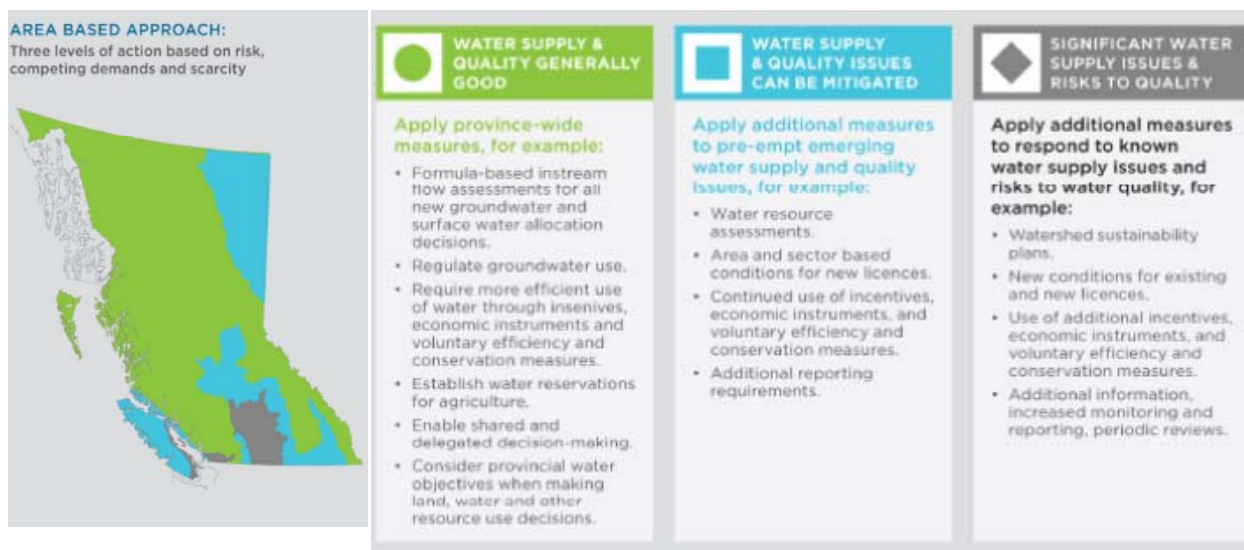 AREA BASED APPROACH:
Three levels of action based on risk,
competing demands and scarcity
WATER SUPPLY &
QUALITY GENERALLY
GOOD
Apply province-wide
measures, for example:
• Formula-based instream
flow assessments for all
new groundwater and
surface water allocation
decisions.
• Regulate groundwater use.
• Require more efficient use
of water through insenives,
economic instruments and
voluntary efficiency and
conservation measures.
• Establish water reservations
for agriculture.
• Enable shared and
delegated decision-making.
• Consider provincial water
objectives when making
land, water and other
resource use decisions.
WATER SUPPLY
& QUALITY ISSUES
CAN BE MITIGATED
Apply additional measures
to pre-empt emerging
water supply and quality
issues, for example:
• Water resource
assessments.
• Area and sector based
conditions for new licences.
• Continued use of incentives,
economic instruments, and
voluntary efficiency and
conservation measures.
• Additional reporting
requirements.
SIGNIFICANT WATER
SUPPLY ISSUES &
RISKS TO QUALITY
Apply additional measures
to respond to known
water supply issues and
risks to water quality, for
example:
• Watershed sustainability
plans.
• New conditions for existing
and new licences.
• Use of additional incentives,
economic instruments, and
voluntary efficiency and
conservation measures.
• Additional information,
increased monitoring and
reporting, periodic reviews.